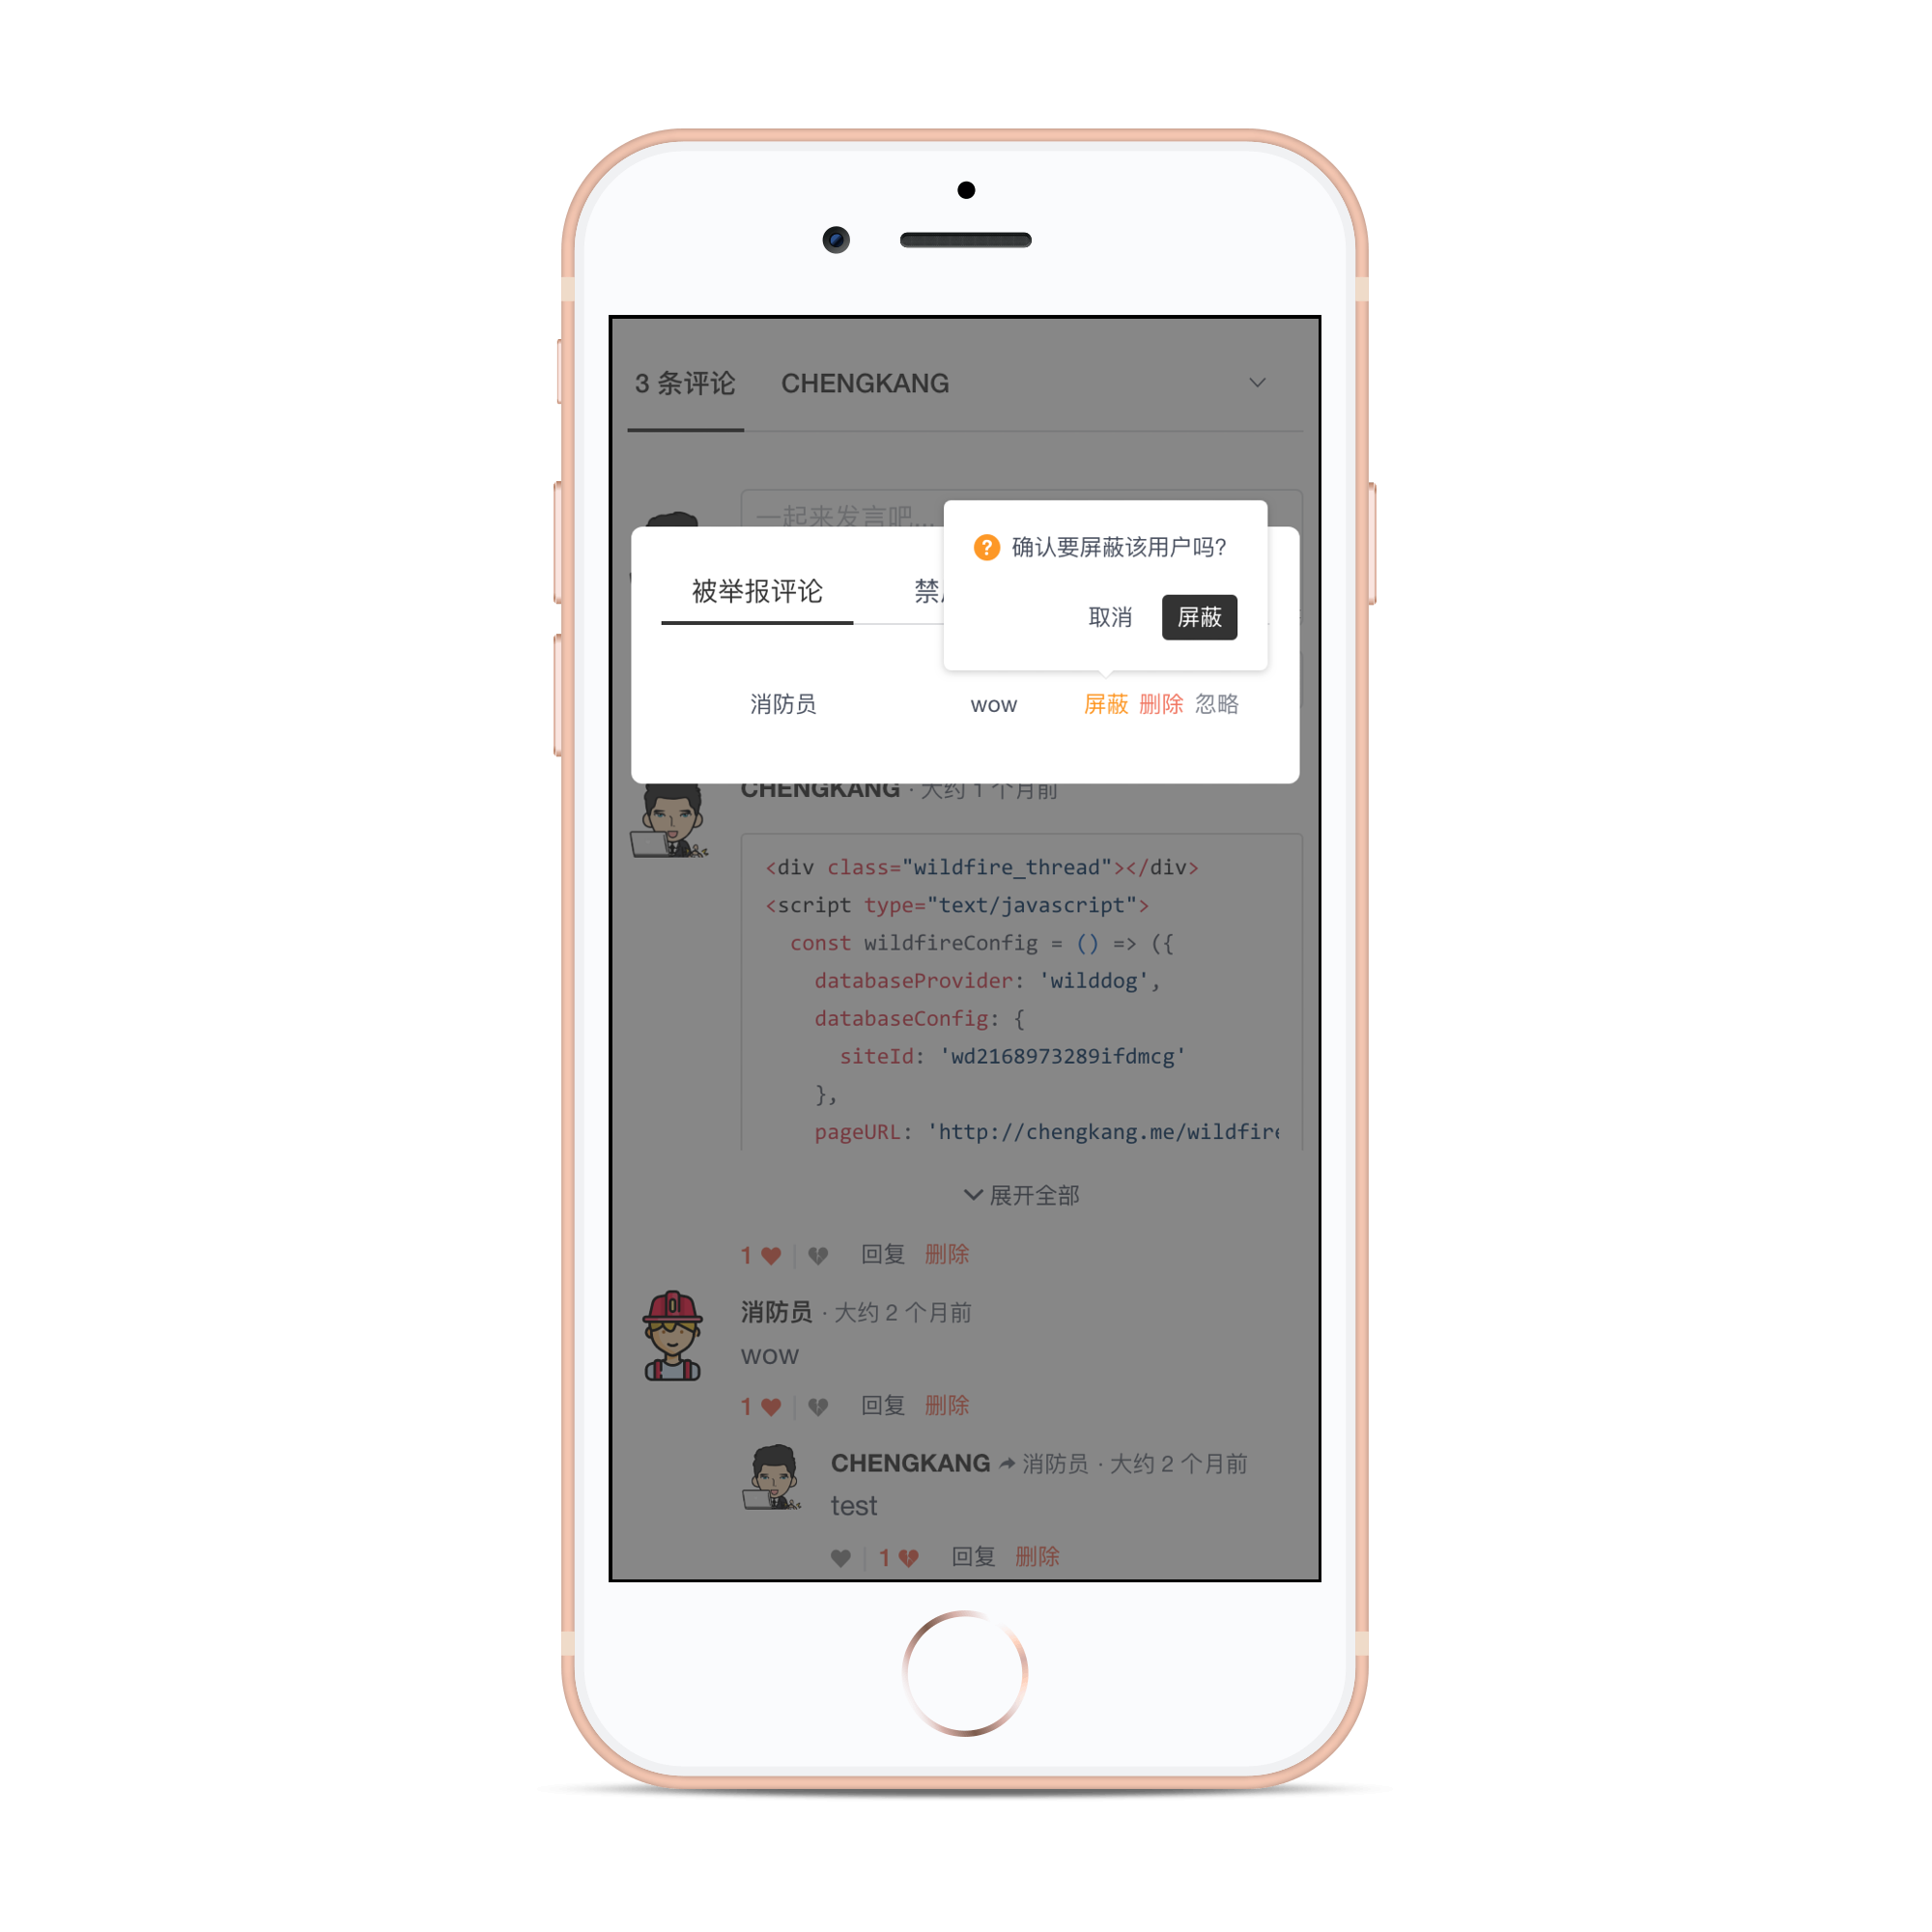 3 条评论 CHENGKANG
一起来发言吧...
确认要屏蔽该用户吗?
取消 屏蔽
被举报评论
消防员 wow 屏蔽 删除 忽略
CHENGKANG · 大约 1 个月前
<div class="wildfire_thread"></div>
<script type="text/javascript">
const wildfireConfig = () => ({
databaseProvider: 'wilddog',
databaseConfig: {
siteId: 'wd2168973289ifdmcg'
},
pageURL: 'http://chengkang.me/wildfire
展开全部
1 回复 删除
消防员 · 大约 2 个月前
wow
1 回复 删除
CHENGKANG 消防员 · 大约 2 个月前
test
1 回复 删除